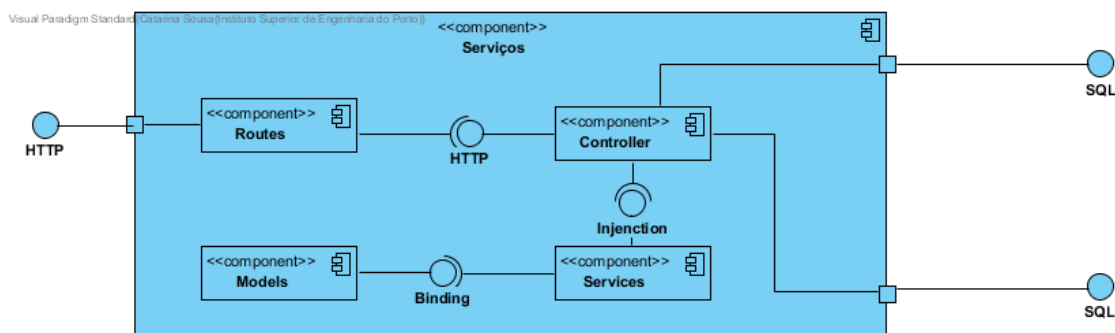 Visual Paradigm Standard(Catarina Sousa(Instituto Superior de Engenharia do Porto))
<<component>>
Serviços
SQL
HTTP
<<component>>
Routes
HTTP
<<component>>
Controller
Injenction
<<component>>
Models
Binding
<<component>>
Services
SQL